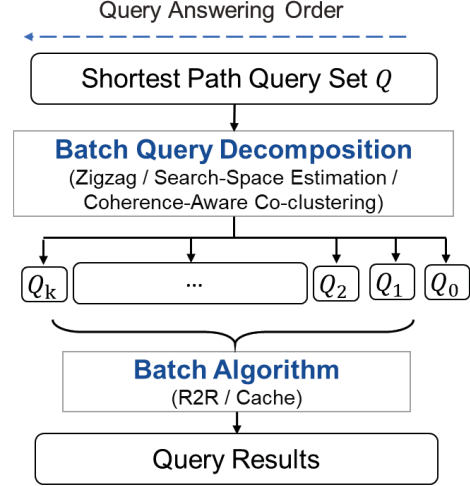 Query Answering Order
Shortest Path Query Set Q
Batch Query Decomposition
(Zigzag / Search-Space Estimation /
Coherence-Aware Co-clustering)
Qk ... Q2 Q1 Q0
Batch Algorithm
(R2R / Cache)
Query Results